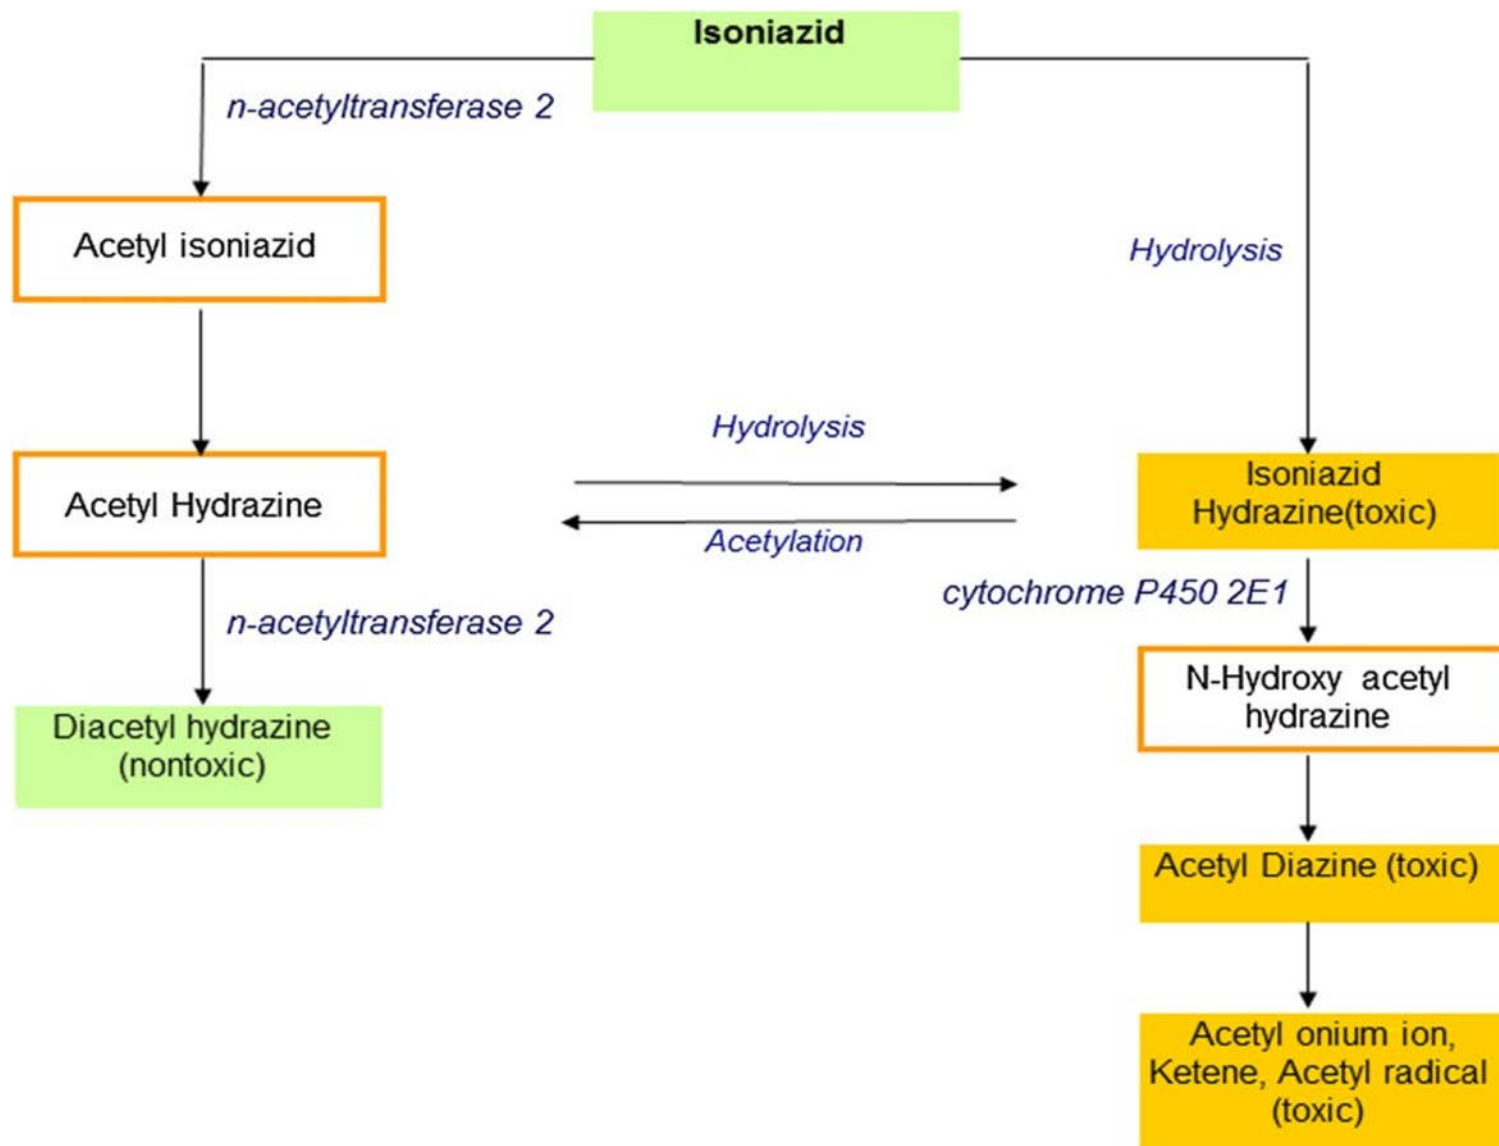 Isoniazid
n-acetyltransferase 2
Acetyl isoniazid
Hydrolysis
Hydrolysis
Acetyl Hydrazine
Isoniazid
Hydrazine(toxic)
Acetylation
cytochrome P450 2E1
n-acetyltransferase 2
N-Hydroxy acetyl
hydrazine
Diacetyl hydrazine
(nontoxic)
Acetyl Diazine (toxic)
Acetyl onium ion,
Ketene, Acetyl radical
(toxic)